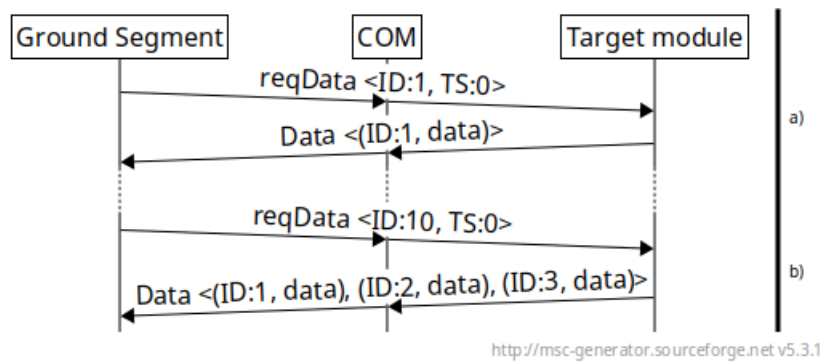 Ground Segment
COM
Target module
reqData <ID:1, TS:0>
a)
Data <(ID:1, data)>
reqData <ID:10, TS:0>
b)
Data <(ID:1, data), (ID:2, data), (ID:3, data)>
http://msc-generator.sourceforge.net v5.3.1